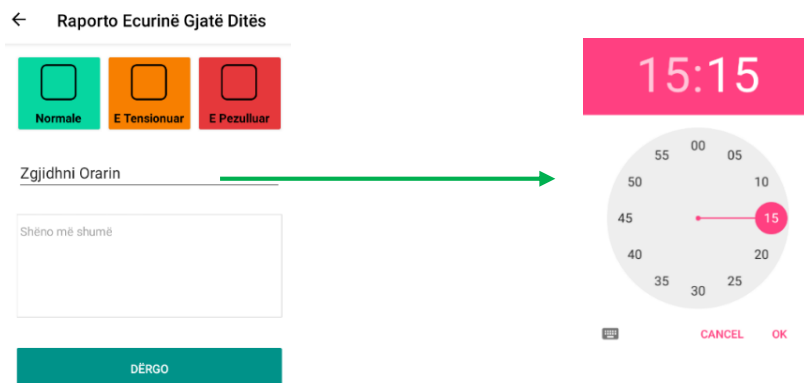 Raporto Ecurinë Gjatë Ditës
Normale
E Tensionuar
E Pezulluar
Zgjidhni Orarin
Shëno më shumë
DËRGO
15:15
00
05
10
15
20
25
30
35
40
45
50
55
CANCEL
OK